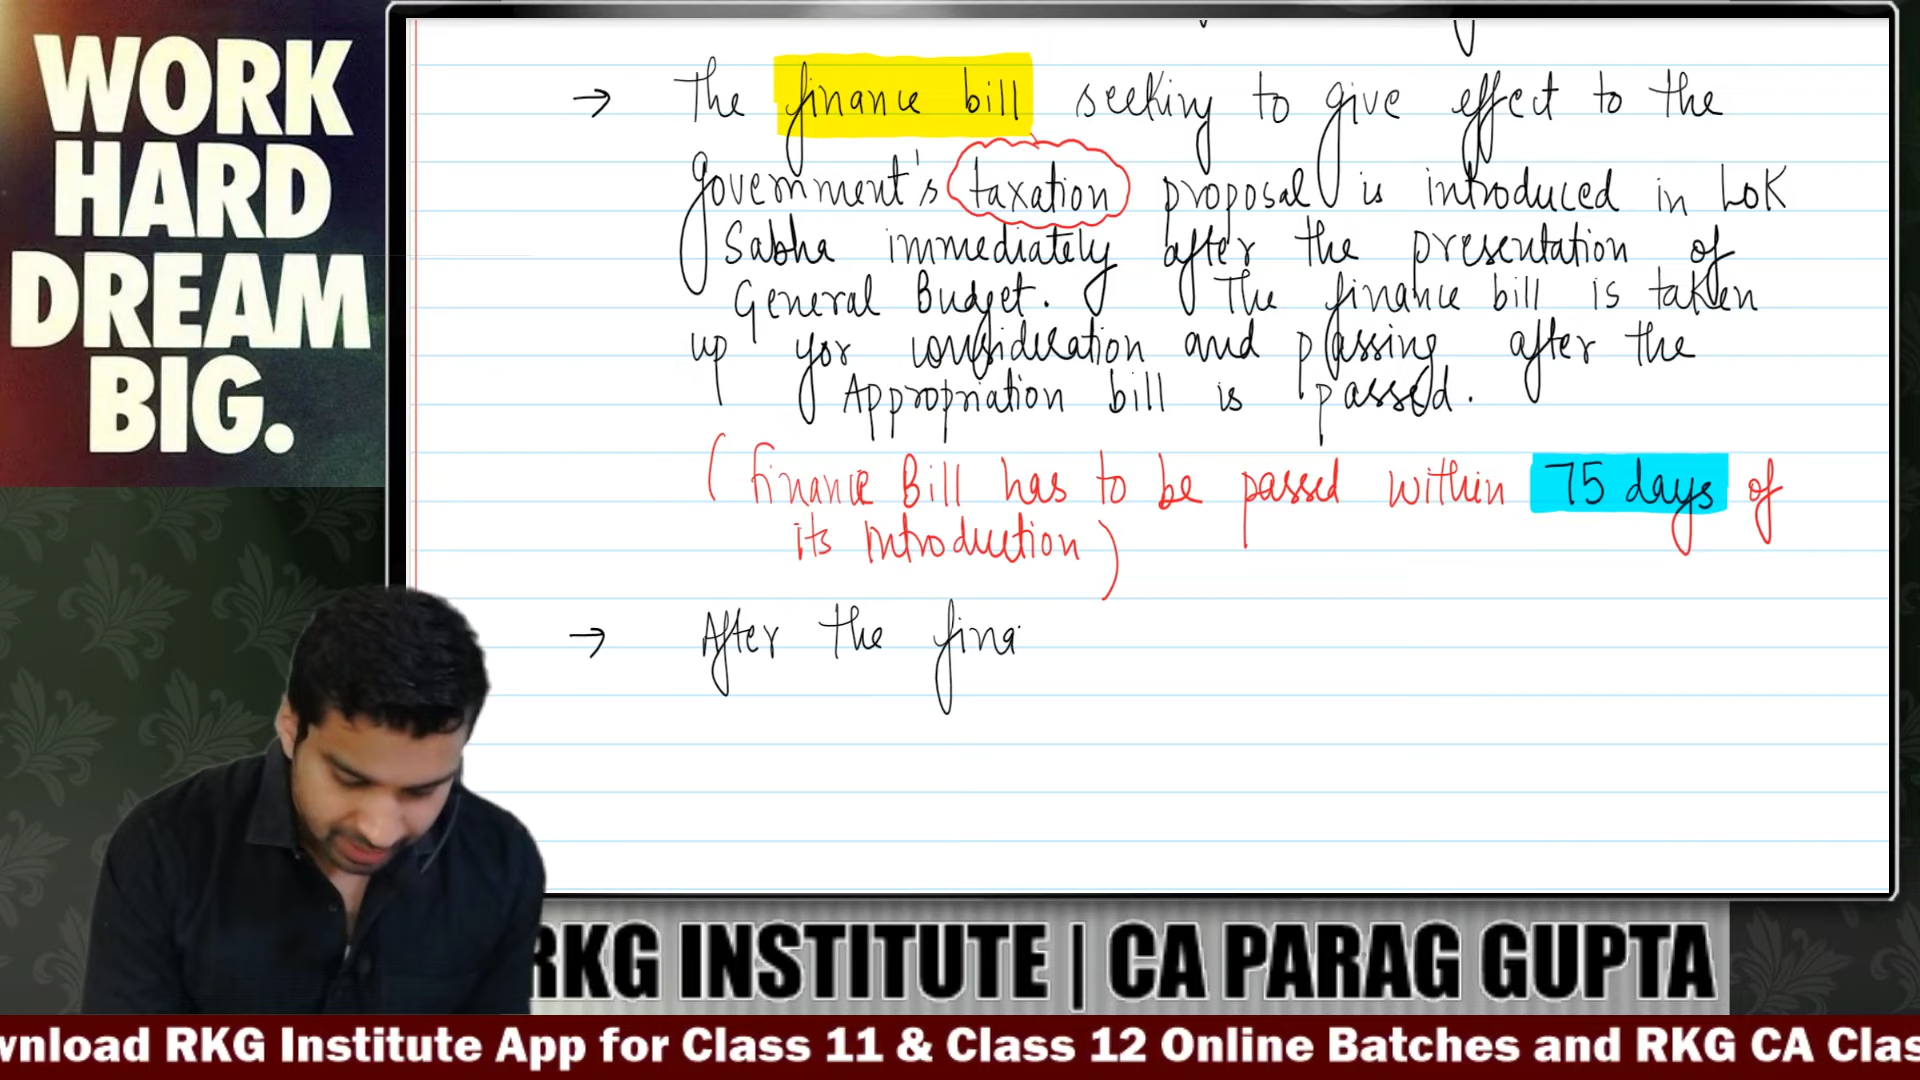 WORK
HARD
DREAM
BIG.
→ The finance bill seeking to give effect to the
government's taxation proposal is introduced in Lok
Sabha immediately after the presentation of
General Budget. The finance bill is taken
up for consideration and passing after the
Appropriation bill is passed.
(Finance Bill has to be passed within 75 days of
its introduction)
→ After the fina
RKG INSTITUTE | CA PARAG GUPTA
wnload RKG Institute App for Class 11 & Class 12 Online Batches and RKG CA Clas